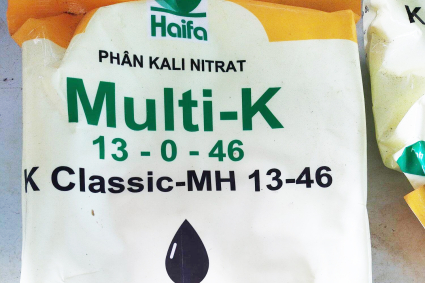 Haifa
PHÂN KALI NITRAT
Multi-K
13 - 0 - 46
K Classic-MH 13-46
K